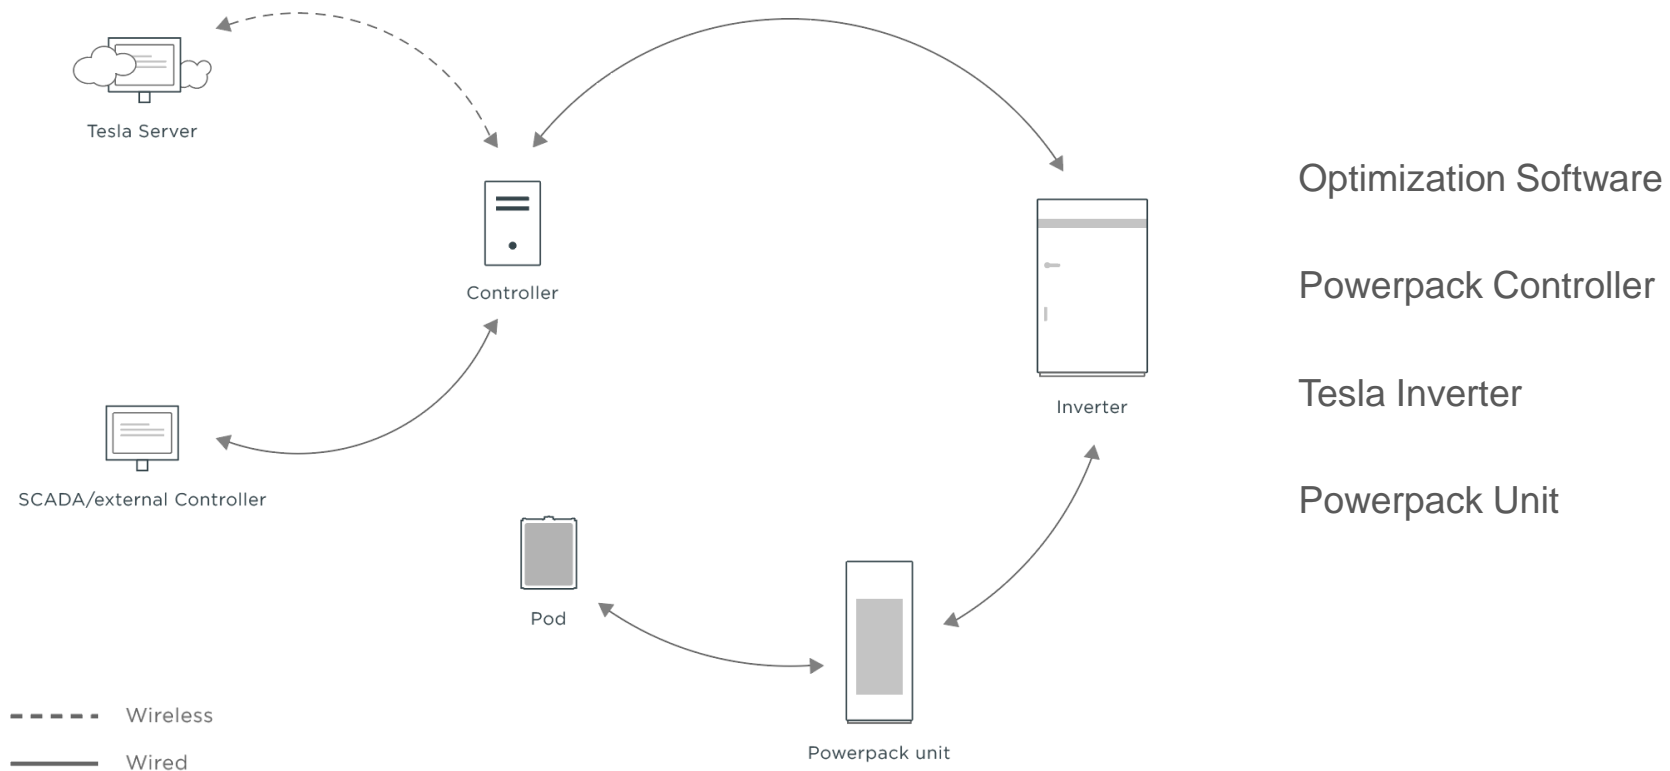 Tesla Server
Controller
SCADA/external Controller
Inverter
Pod
Powerpack unit
Wireless
Wired
Optimization Software
Powerpack Controller
Tesla Inverter
Powerpack Unit